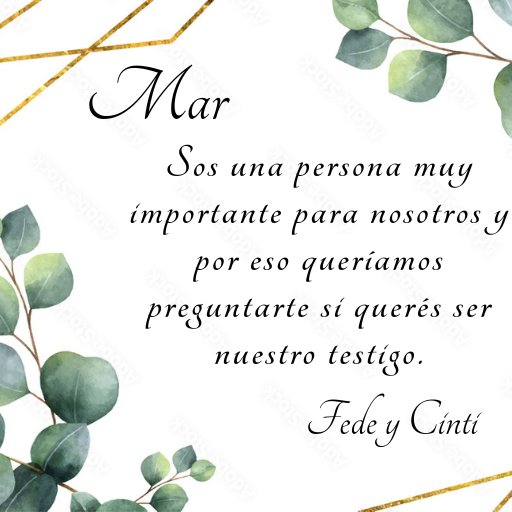 Mar
Sos una persona muy
importante para nosotros y
por eso queríamos
preguntarte si querés ser
nuestro testigo.
Fede y Cinti